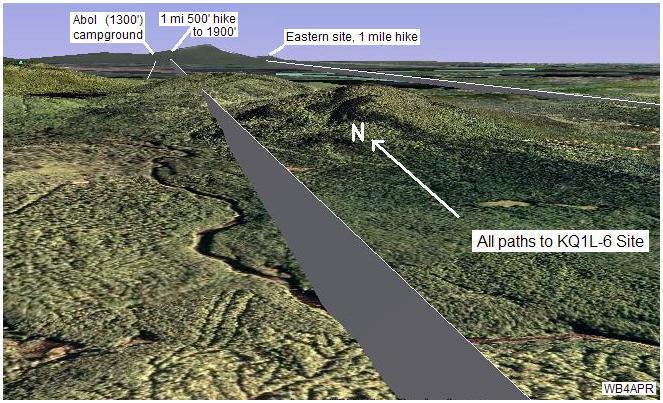 Abol (1300')
campground
1 mi 500' hike
to 1900'
Eastern site, 1 mile hike
N
All paths to KQ1L-6 Site
WB4APR